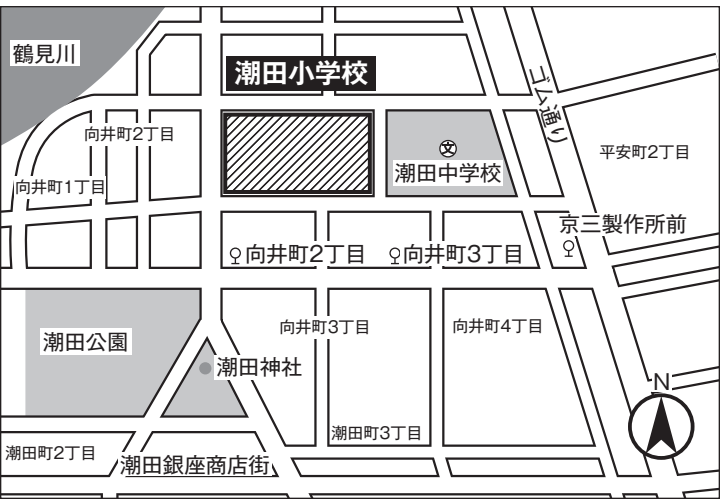 鶴見川
潮田小学校
ゴム通り
向井町2丁目
文
潮田中学校
平安町2丁目
向井町1丁目
京三製作所前
向井町2丁目
向井町3丁目
向井町3丁目
向井町4丁目
潮田公園
潮田神社
N
潮田町3丁目
潮田町2丁目
潮田銀座商店街